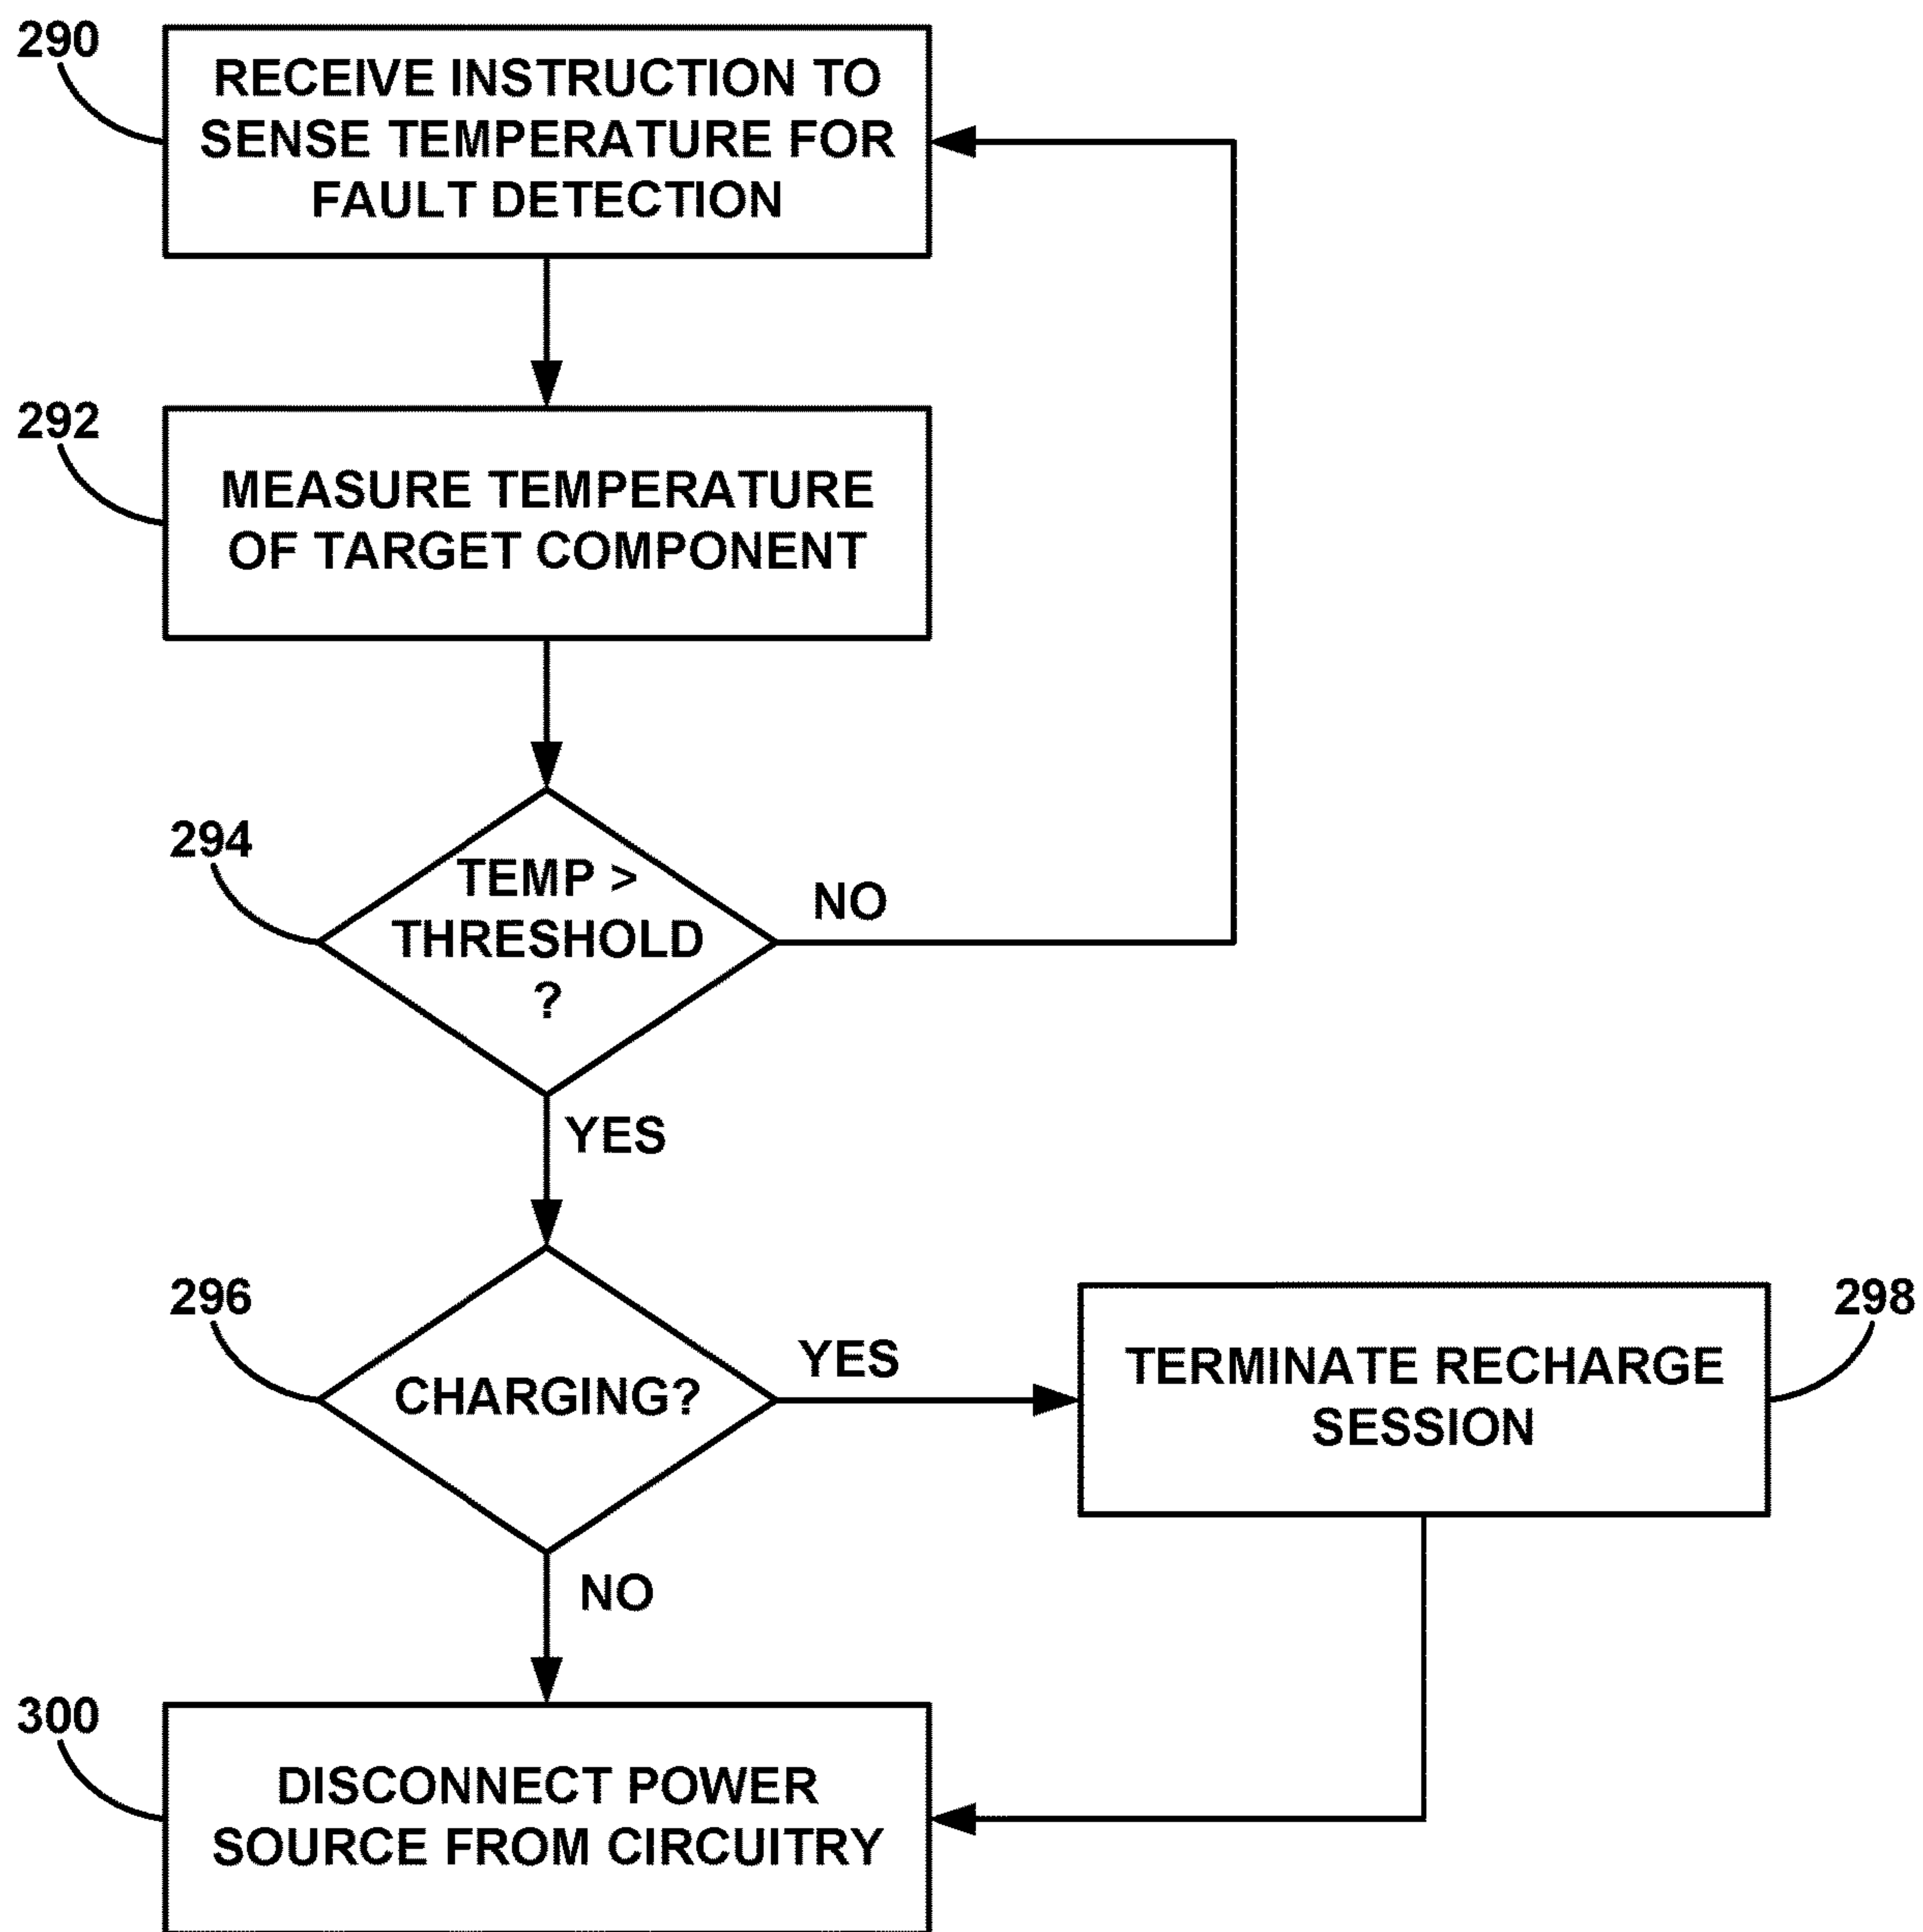 290
RECEIVE INSTRUCTION TO
SENSE TEMPERATURE FOR
FAULT DETECTION
292
MEASURE TEMPERATURE
OF TARGET COMPONENT
294
TEMP >
THRESHOLD
?
NO
YES
296
CHARGING?
YES
298
TERMINATE RECHARGE
SESSION
NO
300
DISCONNECT POWER
SOURCE FROM CIRCUITRY